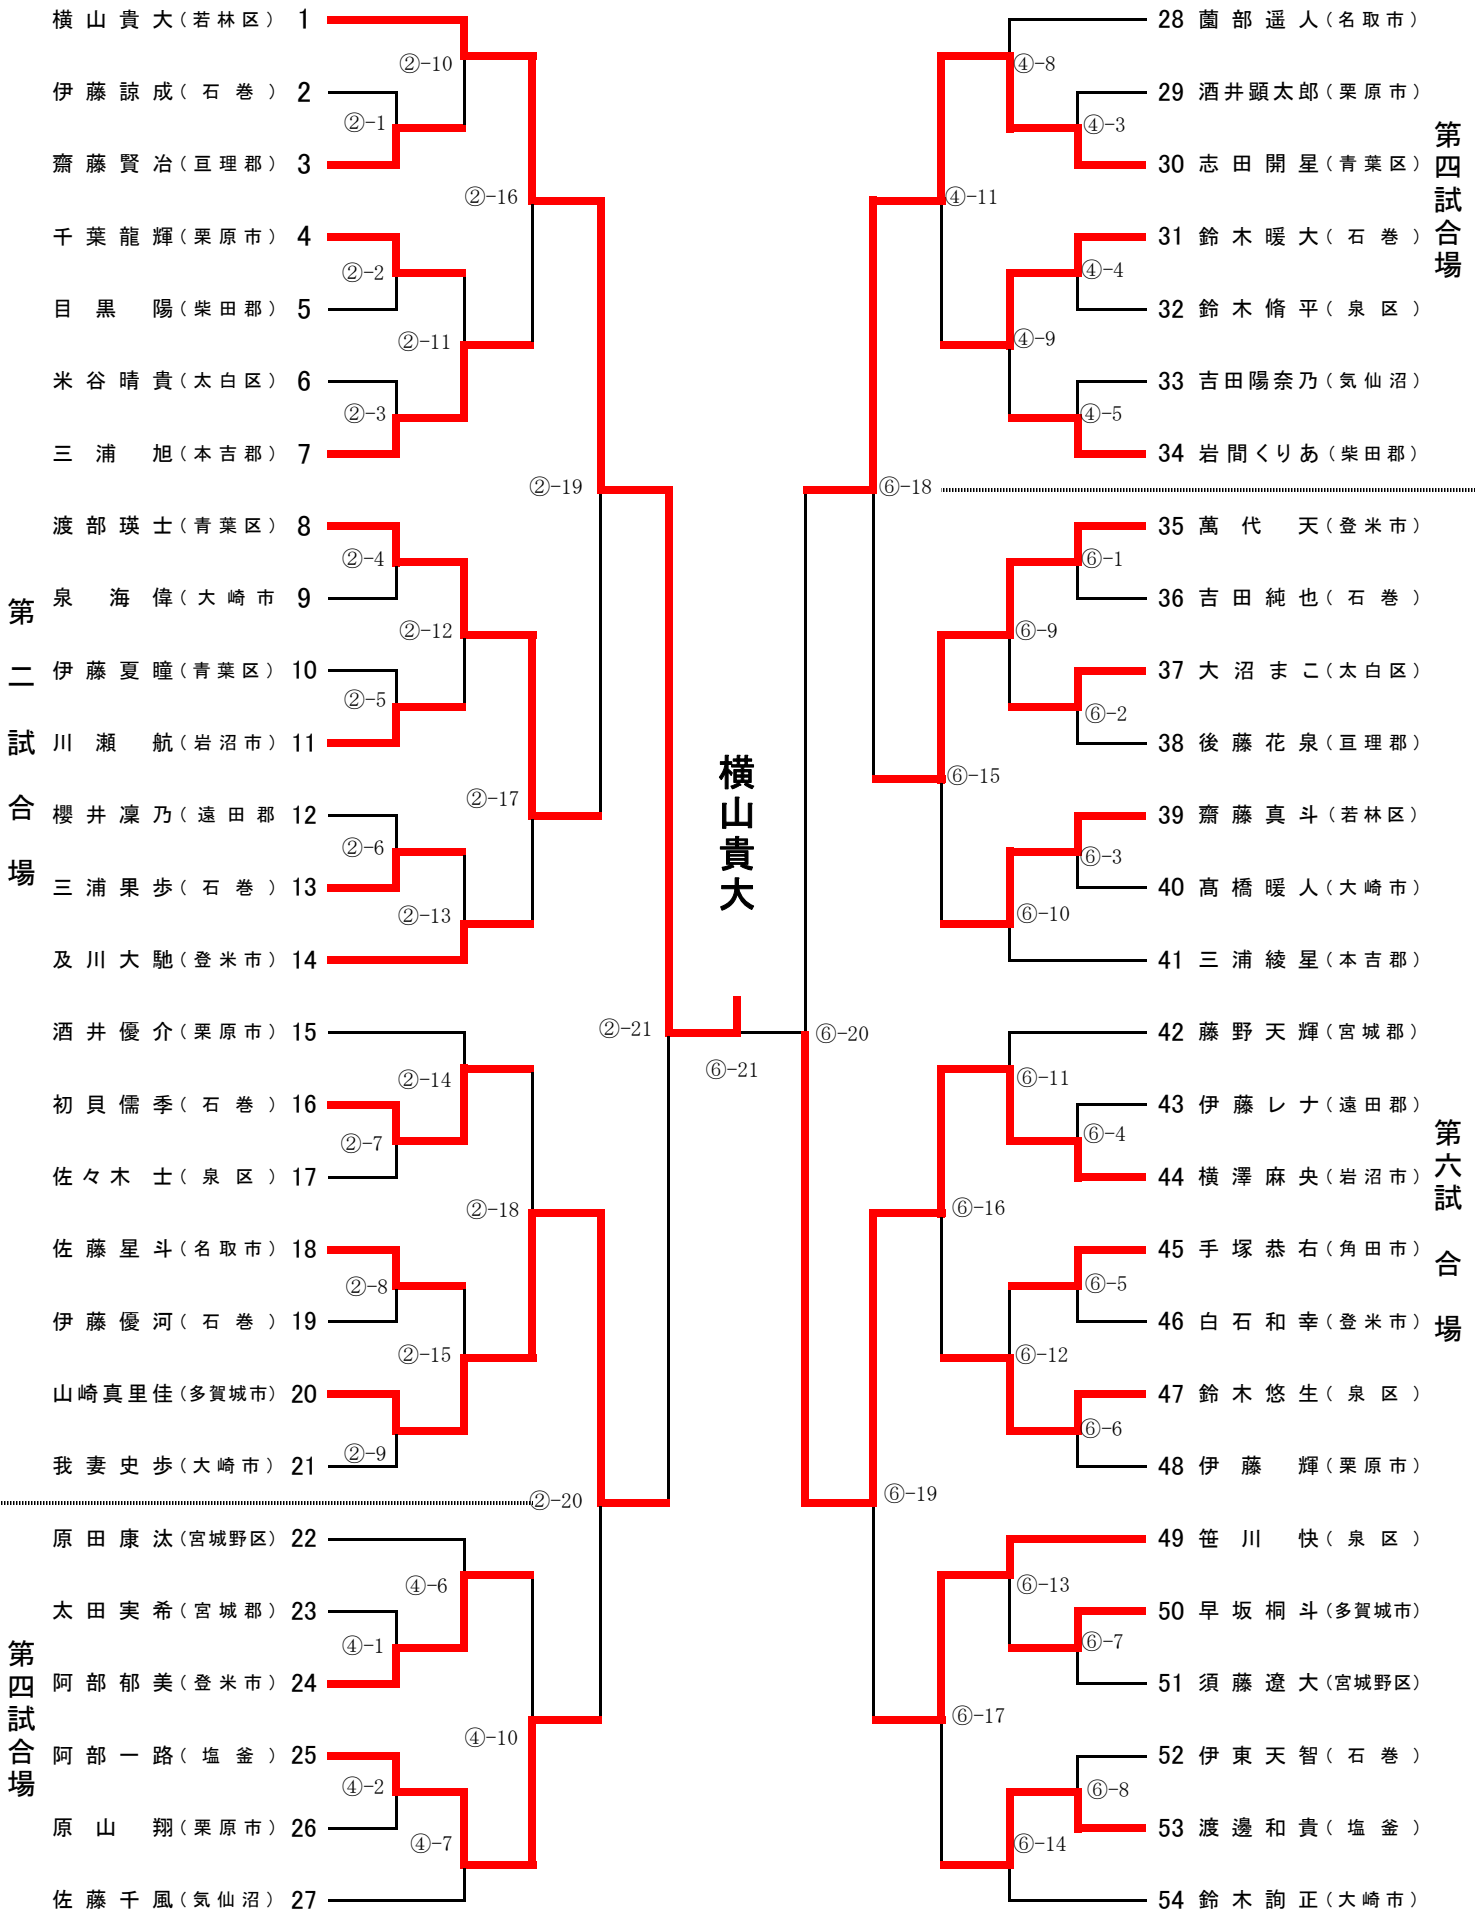 横山貴大(若林区) 1
②-10
伊藤諒成(石巻) 2
②-1
齋藤賢冶(亘理郡) 3
②-16
千葉龍輝(栗原市) 4
②-2
目黒　陽(柴田郡) 5
②-11
米谷晴貴(太白区) 6
②-3
三浦　旭(本吉郡) 7
②-19
渡部瑛士(青葉区) 8
②-4
泉　海偉(大崎市 9
②-12
伊藤夏瞳(青葉区) 10
②-5
川瀬　航(岩沼市) 11
②-17
櫻井凜乃(遠田郡 12
②-6
三浦果歩(石巻) 13
②-13
及川大馳(登米市) 14
第二試合場
酒井優介(栗原市) 15
②-21
②-14
初貝儒季(石巻) 16
②-7
佐々木　士(泉区) 17
②-18
佐藤星斗(名取市) 18
②-8
伊藤優河(石巻) 19
②-15
山崎真里佳(多賀城市) 20
②-9
我妻史歩(大崎市) 21
②-20
原田康汰(宮城野区) 22
④-6
太田実希(宮城郡) 23
④-1
阿部郁美(登米市) 24
④-10
阿部一路(塩釜) 25
④-2
原山　翔(栗原市) 26
④-7
佐藤千風(気仙沼) 27
第四試合場
横山貴大
⑥-21
28 薗部遥人(名取市)
④-8
29 酒井顕太郎(栗原市)
④-3
30 志田開星(青葉区)
④-11
31 鈴木暖大(石巻)
④-4
32 鈴木脩平(泉区)
④-9
33 吉田陽奈乃(気仙沼)
④-5
34 岩間くりあ(柴田郡)
第四試合場
⑥-18
35 萬代　天(登米市)
⑥-1
36 吉田純也(石巻)
⑥-9
37 大沼まこ(太白区)
⑥-2
38 後藤花泉(亘理郡)
⑥-15
39 齋藤真斗(若林区)
⑥-3
40 髙橋暖人(大崎市)
⑥-10
41 三浦綾星(本吉郡)
⑥-20
42 藤野天輝(宮城郡)
⑥-11
43 伊藤レナ(遠田郡)
⑥-4
44 横澤麻央(岩沼市)
⑥-16
45 手塚恭右(角田市)
⑥-5
46 白石和幸(登米市)
⑥-12
47 鈴木悠生(泉区)
⑥-6
48 伊藤　輝(栗原市)
⑥-19
49 笹川　快(泉区)
⑥-13
50 早坂桐斗(多賀城市)
⑥-7
51 須藤遼大(宮城野区)
⑥-17
52 伊東天智(石巻)
⑥-8
53 渡邊和貴(塩釜)
⑥-14
54 鈴木詢正(大崎市)
第六試合場